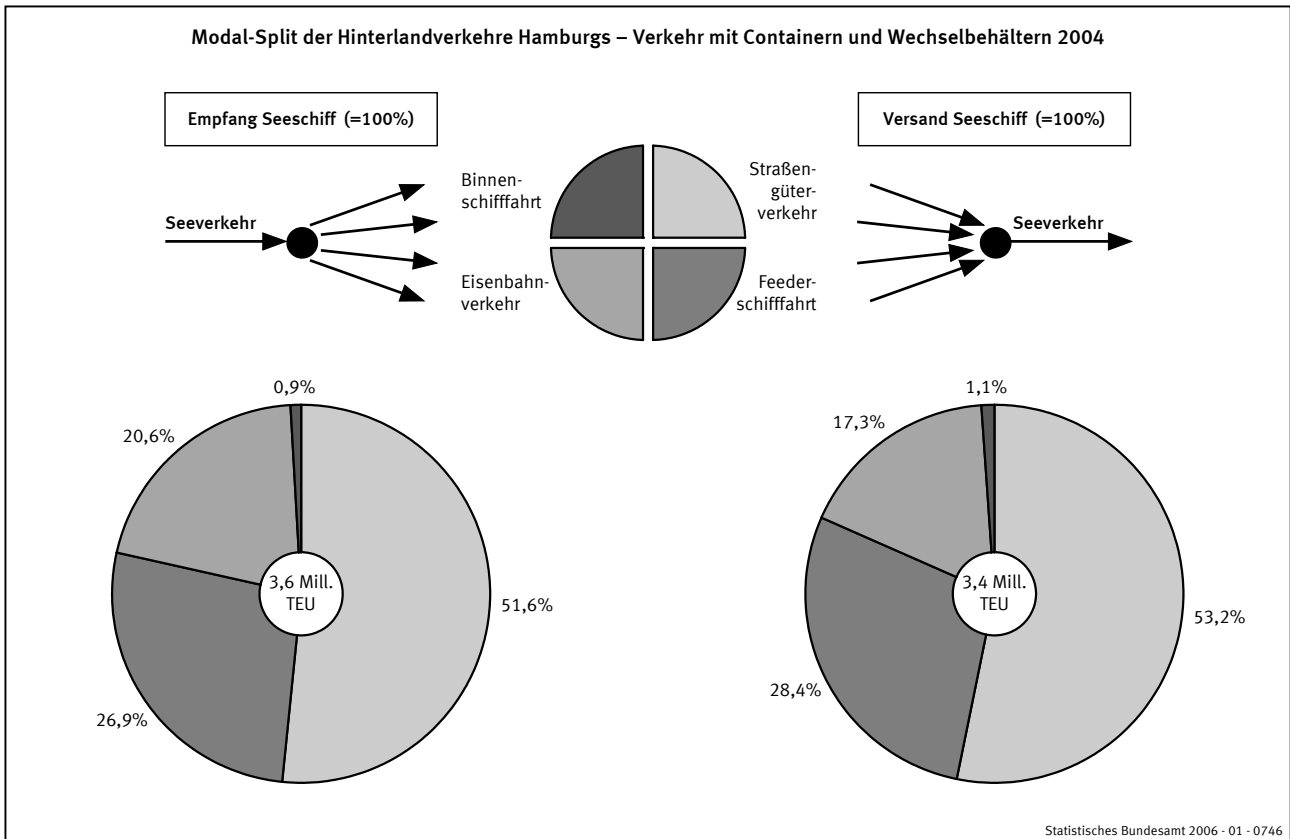 Modal-Split der Hinterlandverkehre Hamburgs – Verkehr mit Containern und Wechselbehältern 2004
Empfang Seeschiff (=100%)
Versand Seeschiff (=100%)
Seeverkehr
Binnen-
schifffahrt
Eisenbahn-
verkehr
Straßen-
güter-
verkehr
Feeder-
schifffahrt
Seeverkehr
0,9%
20,6%
3,6 Mill.
TEU
51,6%
26,9%
1,1%
17,3%
3,4 Mill.
TEU
53,2%
28,4%
Statistisches Bundesamt 2006 - 01 - 0746